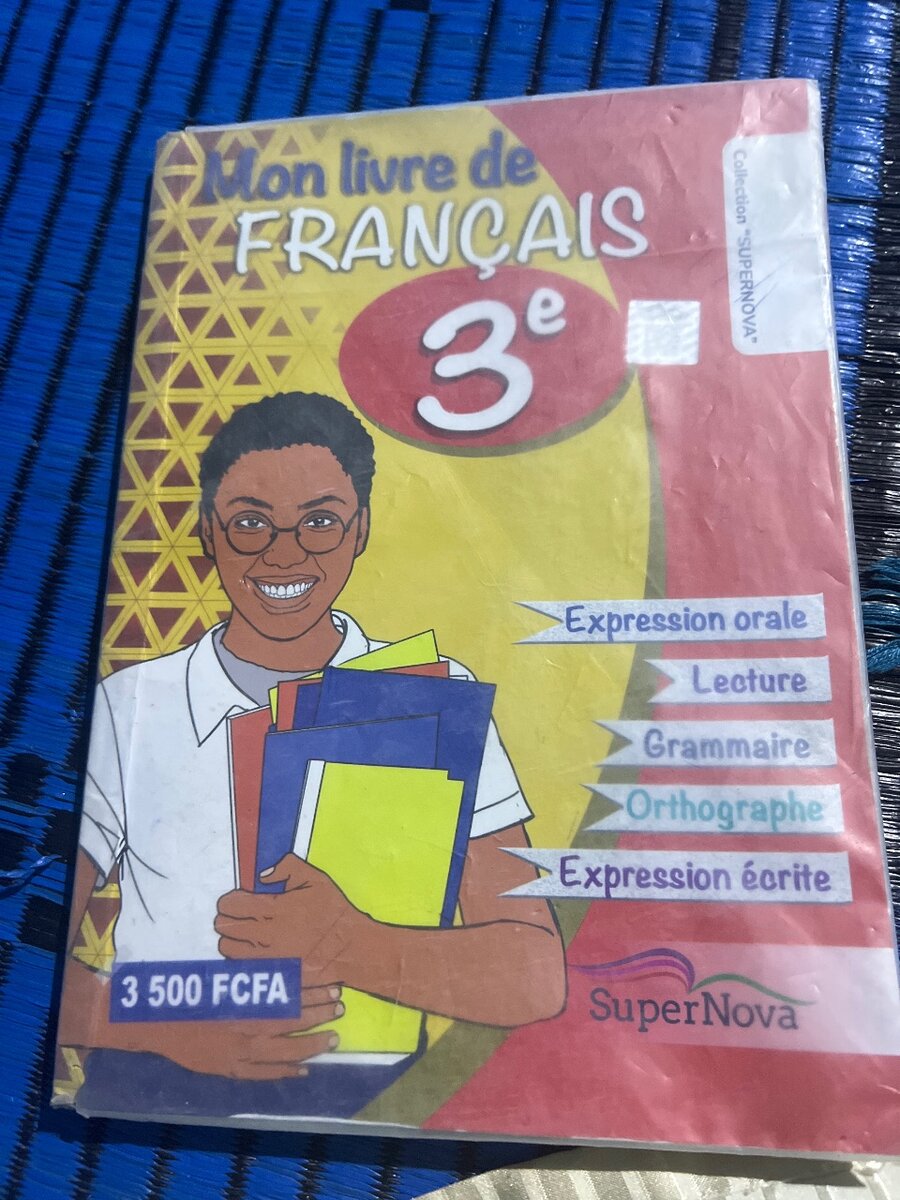 Mon livre de
FRANÇAIS
3e
Collection "SUPERNOVA"
Expression orale
Lecture
Grammaire
Orthographe
Expression écrite
3 500 FCFA
SuperNova